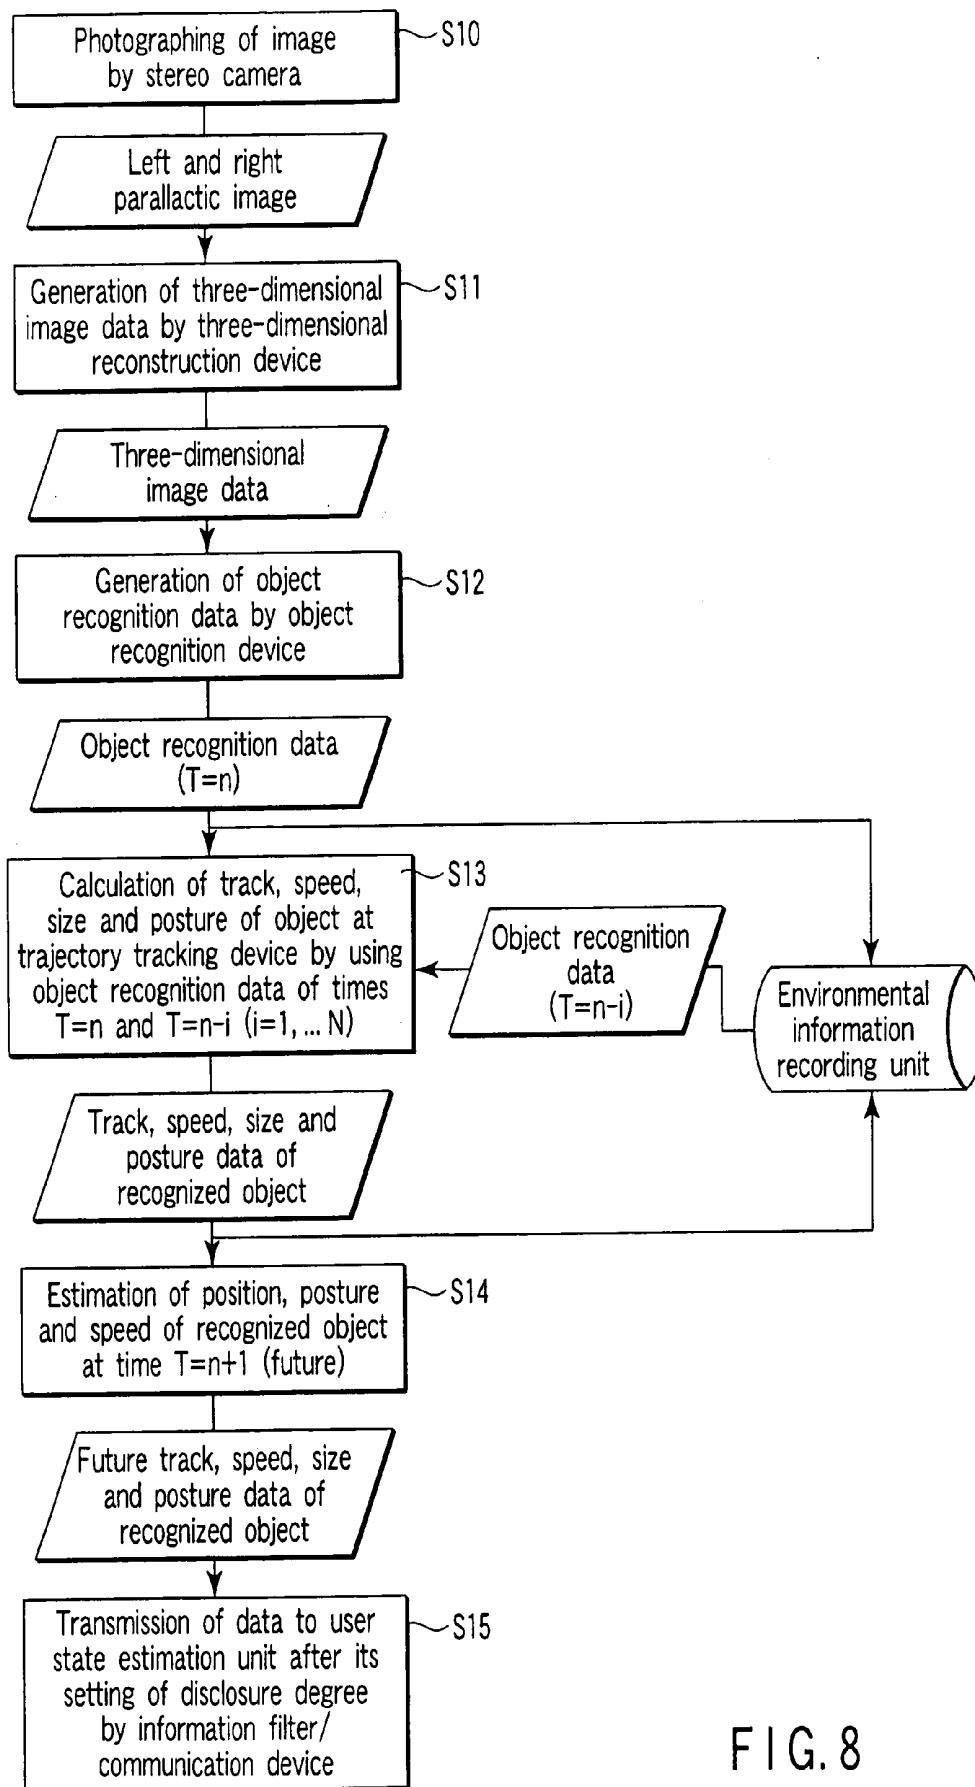 Photographing of image
by stereo camera
S10
Left and right
parallactic image
Generation of three-dimensional
image data by three-dimensional
reconstruction device
S11
Three-dimensional
image data
Generation of object
recognition data by object
recognition device
S12
Object recognition data
(T=n)
Calculation of track, speed,
size and posture of object at
trajectory tracking device by using
object recognition data of times
T=n and T=n-i (i=1, ... N)
S13
Object recognition
data
(T=n-i)
Environmental
information
recording unit
Track, speed, size and
posture data of
recognized object
Estimation of position, posture
and speed of recognized object
at time T=n+1 (future)
S14
Future track, speed, size
and posture data of
recognized object
Transmission of data to user
state estimation unit after its
setting of disclosure degree
by information filter/
communication device
S15
FIG. 8